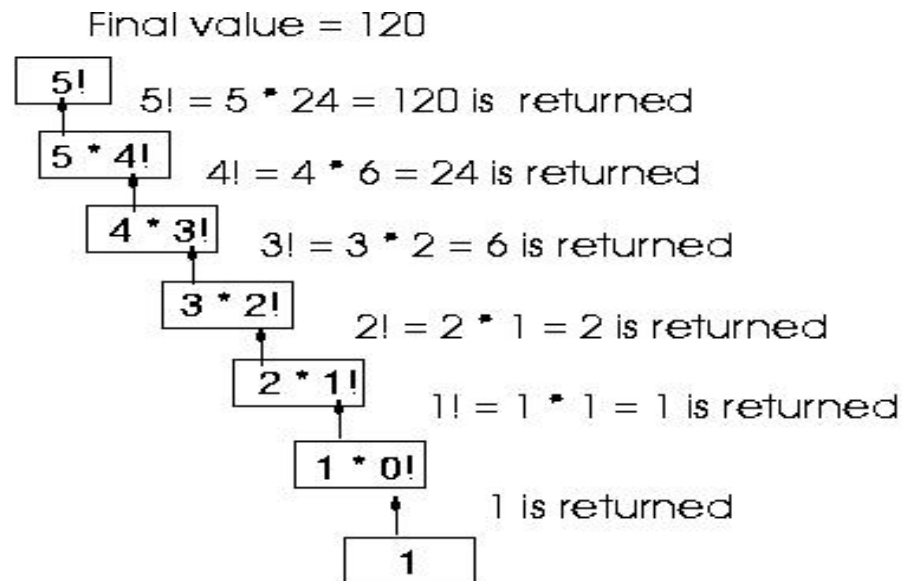 Final value = 120
5!
5! = 5 * 24 = 120 is returned
5 * 4!
4! = 4 * 6 = 24 is returned
4 * 3!
3! = 3 * 2 = 6 is returned
3 * 2!
2! = 2 * 1 = 2 is returned
2 * 1!
1! = 1 * 1 = 1 is returned
1 * 0!
1 is returned
1